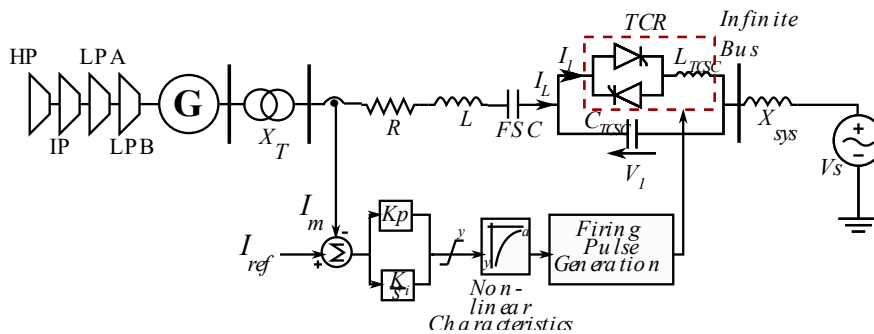 TCR
Infinite
Bus
HP
LPA
IP
LPB
G
X_T
R
L
FSC
I_L
I_1
L_TCSC
C_TCSC
V_1
X_sys
Vs
+
−
I_m
I_ref
-
+
Σ
Kp
K_i
s
y
y
a
Non-
linear
Characteristics
Firing
Pulse
Generation